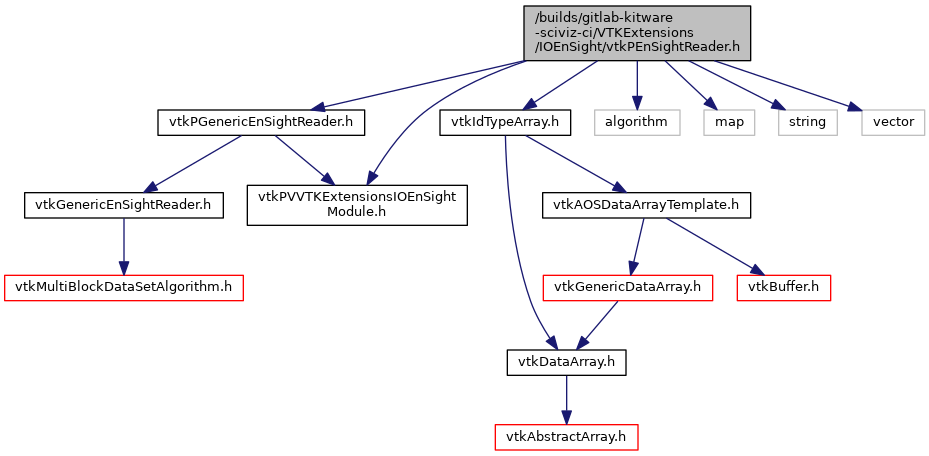 /builds/gitlab-kitware
-sciviz-ci/VTKExtensions
/IOEnSight/vtkPEnSightReader.h
vtkPGenericEnSightReader.h
vtkIdTypeArray.h
algorithm
map
string
vector
vtkGenericEnSightReader.h
vtkPVVTKExtensionsIOEnSight
Module.h
vtkAOSDataArrayTemplate.h
vtkMultiBlockDataSetAlgorithm.h
vtkGenericDataArray.h
vtkBuffer.h
vtkDataArray.h
vtkAbstractArray.h